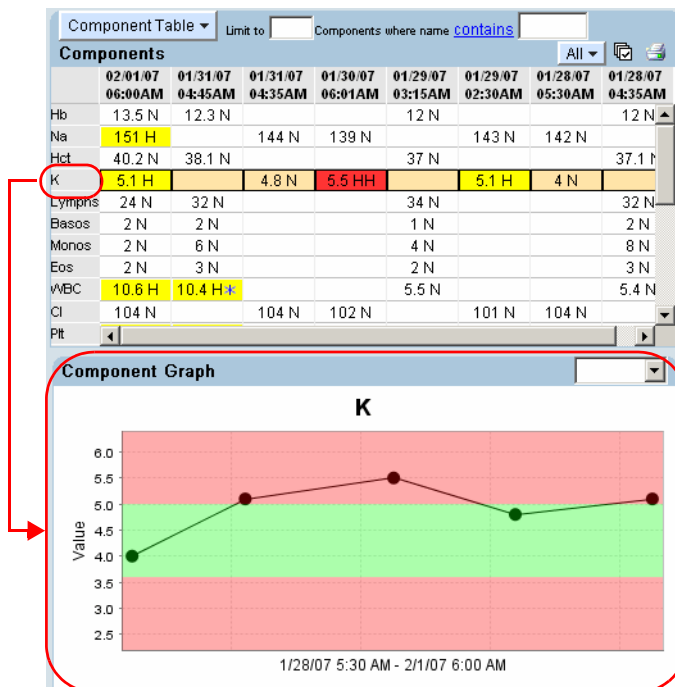 Component Table Limit to Components where name contains
Components All
02/01/07 01/31/07 01/31/07 01/30/07 01/29/07 01/29/07 01/28/07 01/28/07
06:00AM 04:45AM 04:35AM 06:01AM 03:15AM 02:30AM 05:30AM 04:35AM
Hb 13.5 N 12.3 N 12 N 12 N
Na 151 H 144 N 139 N 143 N 142 N
Hct 40.2 N 38.1 N 37 N 37.1 N
K 5.1 H 4.8 N 5.5 HH 5.1 H 4 N
Lymphs 24 N 32 N 34 N 32 N
Basos 2 N 2 N 1 N 2 N
Monos 2 N 6 N 4 N 8 N
Eos 2 N 3 N 2 N 3 N
WBC 10.6 H 10.4 H* 5.5 N 5.4 N
Cl 104 N 104 N 102 N 101 N 104 N
Plt
Component Graph
K
6.0
5.5
5.0
4.5
4.0
3.5
3.0
2.5
Value
1/28/07 5:30 AM - 2/1/07 6:00 AM